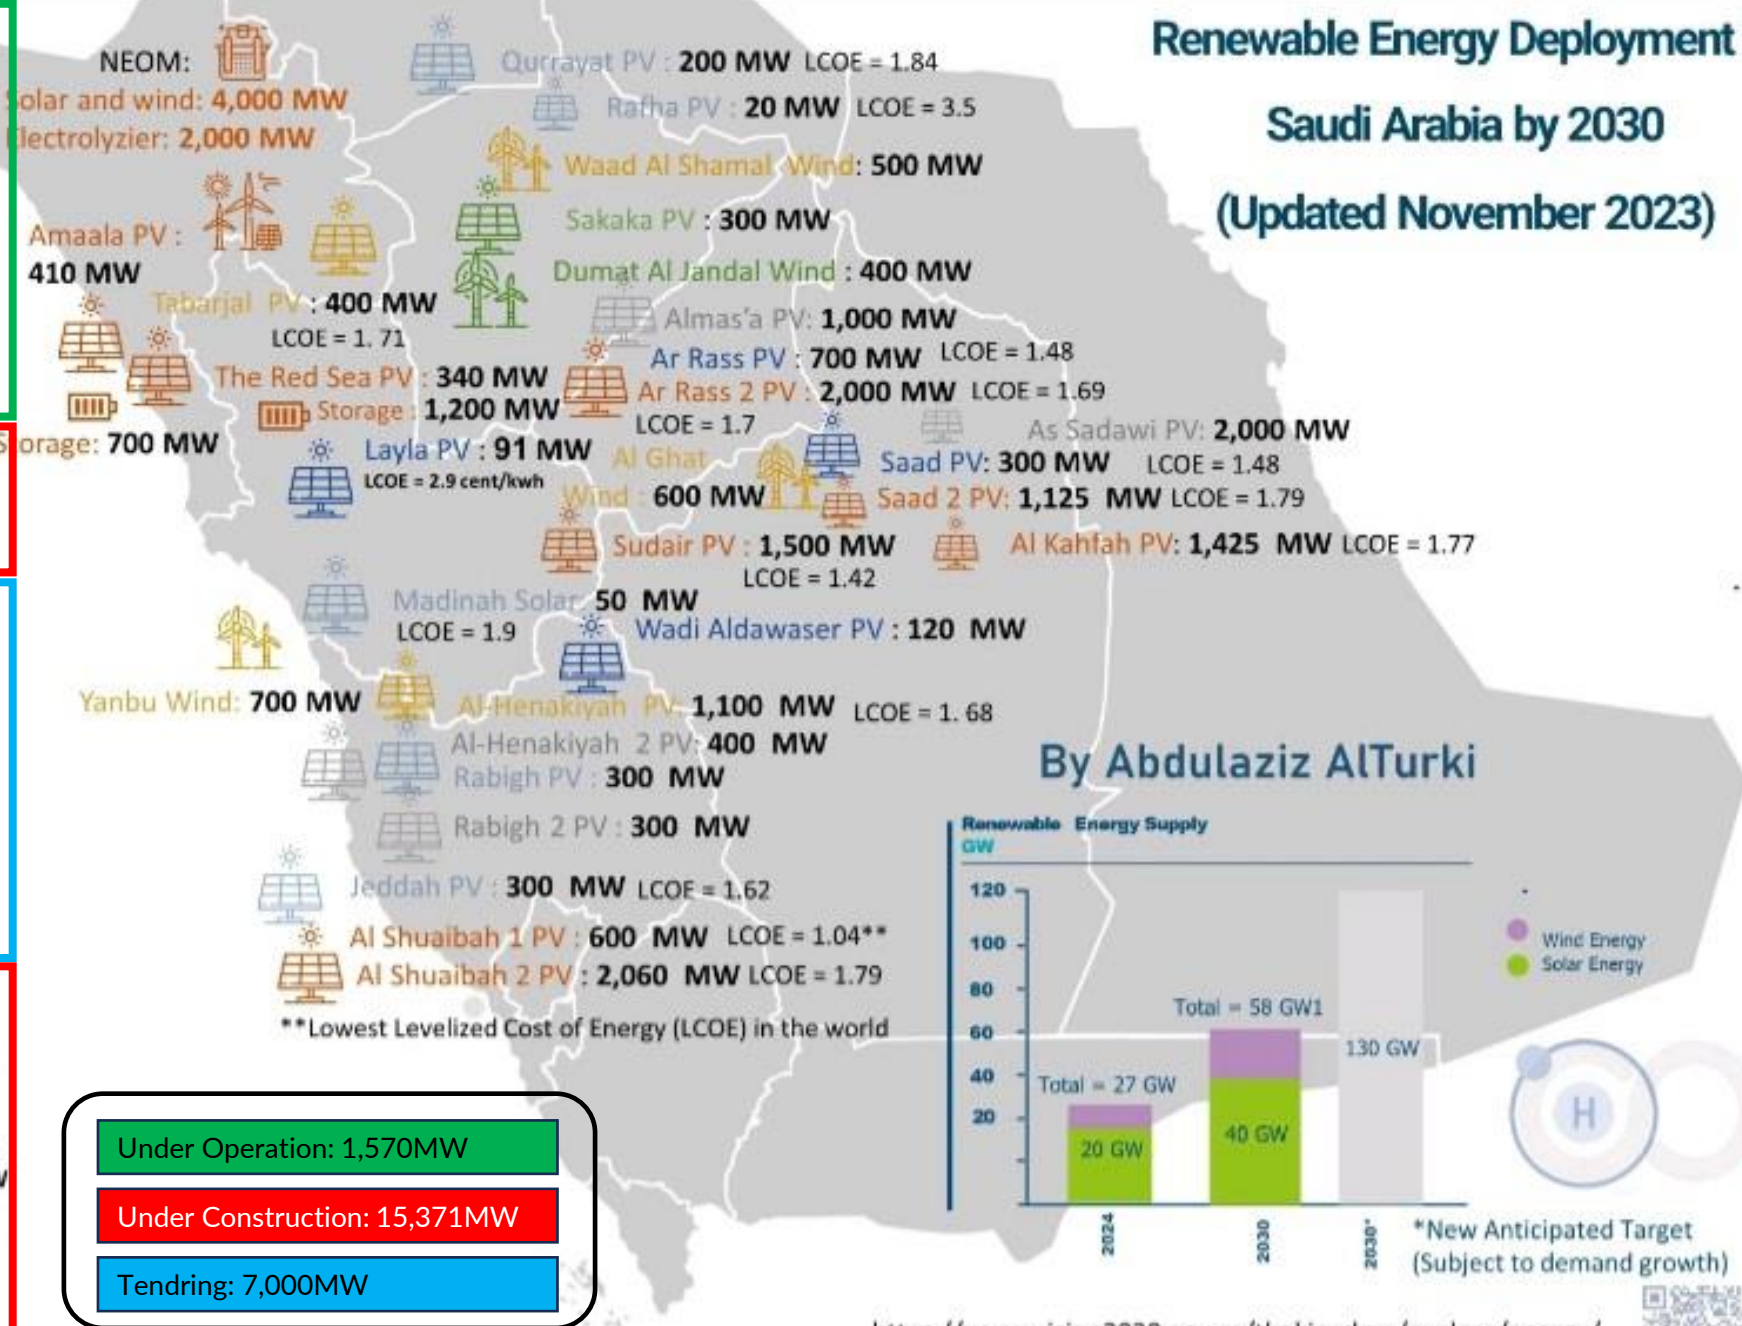 Renewable Energy Deployment
Saudi Arabia by 2030
(Updated November 2023)
NEOM:
Solar and wind: 4,000 MW
Electrolyzier: 2,000 MW
Qurrayat PV : 200 MW LCOE = 1.84
Rafha PV : 20 MW LCOE = 3.5
Waad Al Shamal Wind: 500 MW
Sakaka PV : 300 MW
Amaala PV :
410 MW
Dumat Al Jandal Wind : 400 MW
Tabarjal PV : 400 MW
LCOE = 1. 71
Almas'a PV: 1,000 MW
Ar Rass PV : 700 MW LCOE = 1.48
The Red Sea PV : 340 MW
Ar Rass 2 PV : 2,000 MW LCOE = 1.69
Storage : 1,200 MW
LCOE = 1.7
Storage: 700 MW
As Sadawi PV: 2,000 MW
Layla PV : 91 MW
LCOE = 2.9 cent/kwh
Al Ghat
Wind : 600 MW
Saad PV: 300 MW LCOE = 1.48
Saad 2 PV: 1,125 MW LCOE = 1.79
Sudair PV : 1,500 MW
LCOE = 1.42
Al Kahfah PV: 1,425 MW LCOE = 1.77
Madinah Solar: 50 MW
LCOE = 1.9
Wadi Aldawaser PV : 120 MW
Yanbu Wind: 700 MW
Al-Henakiyah PV: 1,100 MW LCOE = 1. 68
Al-Henakiyah 2 PV: 400 MW
Rabigh PV : 300 MW
Rabigh 2 PV : 300 MW
Jeddah PV : 300 MW LCOE = 1.62
Al Shuaibah 1 PV : 600 MW LCOE = 1.04**
Al Shuaibah 2 PV : 2,060 MW LCOE = 1.79
**Lowest Levelized Cost of Energy (LCOE) in the world
By Abdulaziz AlTurki
Renewable Energy Supply
GW
120
100
80
60
40
20
Total = 27 GW
20 GW
Total = 58 GW1
40 GW
130 GW
2024
2030
2030*
Wind Energy
Solar Energy
H
*New Anticipated Target
(Subject to demand growth)
Under Operation: 1,570MW
Under Construction: 15,371MW
Tendring: 7,000MW